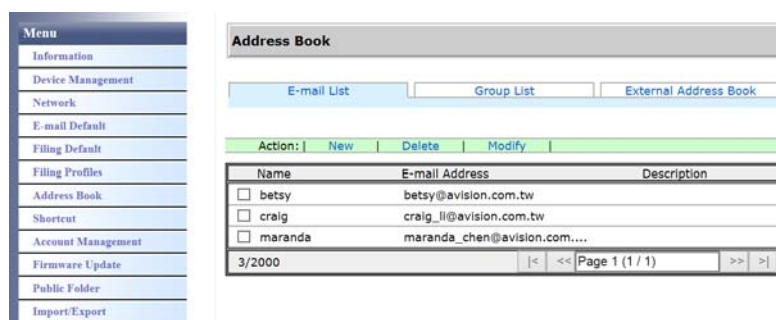 Menu
Information
Device Management
Network
E-mail Default
Filing Default
Filing Profiles
Address Book
Shortcut
Account Management
Firmware Update
Public Folder
Import/Export
Address Book
E-mail List Group List External Address Book
Action: | New | Delete | Modify |
Name E-mail Address Description
betsy betsy@avision.com.tw
craig craig_li@avision.com.tw
maranda maranda_chen@avision.com....
3/2000 |< << Page 1 (1 / 1) >> >|